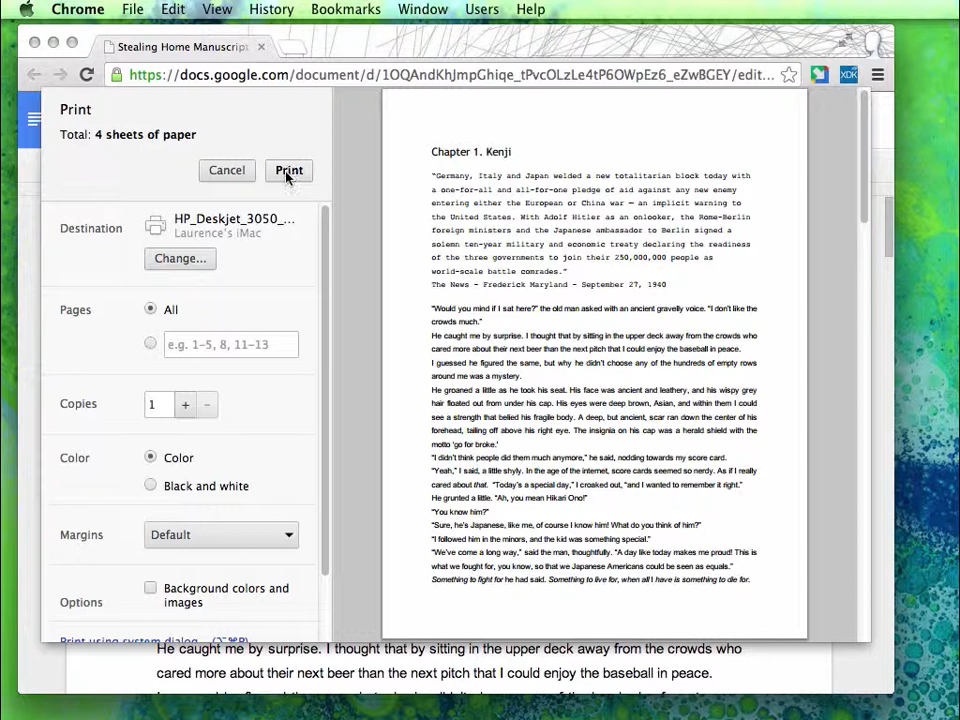 Chrome File Edit View History Bookmarks Window Users Help
Stealing Home Manuscript
https://docs.google.com/document/d/1OQAndKhJmpGhiqe_tPvcOLzLe4tP6OWpEz6_eZwBGEY/edit...
XDK
Print
Total: 4 sheets of paper
Cancel Print
Destination HP_Deskjet_3050_...
Laurence's iMac
Change...
Pages All
e.g. 1-5, 8, 11-13
Copies 1 + -
Color Color
Black and white
Margins Default
Options Background colors and
images
Print using system dialog... (⌥⌘P)
Chapter 1. Kenji
"Germany, Italy and Japan welded a new totalitarian block today with
a one-for-all and all-for-one pledge of aid against any new enemy
entering either the European or China war — an implicit warning to
the United States. With Adolf Hitler as an onlooker, the Rome-Berlin
foreign ministers and the Japanese ambassador to Berlin signed a
solemn ten-year military and economic treaty declaring the readiness
of the three governments to join their 250,000,000 people as
world-scale battle comrades."
The News - Frederick Maryland - September 27, 1940
"Would you mind if I sat here?" the old man asked with an ancient gravelly voice. "I don't like the
crowds much."
He caught me by surprise. I thought that by sitting in the upper deck away from the crowds who
cared more about their next beer than the next pitch that I could enjoy the baseball in peace.
I guessed he figured the same, but why he didn't choose any of the hundreds of empty rows
around me was a mystery.
He groaned a little as he took his seat. His face was ancient and leathery, and his wispy grey
hair floated out from under his cap. His eyes were deep brown, Asian, and within them I could
see a strength that belied his fragile body. A deep, but ancient, scar ran down the center of his
forehead, tailing off above his right eye. The insignia on his cap was a herald shield with the
motto 'go for broke.'
"I didn't think people did them much anymore," he said, nodding towards my score card.
"Yeah," I said, a little shyly. In the age of the internet, score cards seemed so nerdy. As if I really
cared about that. "Today's a special day," I croaked out, "and I wanted to remember it right."
He grunted a little. "Ah, you mean Hikari Ono!"
"You know him?"
"Sure, he's Japanese, like me, of course I know him! What do you think of him?"
"I followed him in the minors, and the kid was something special."
"We've come a long way," said the man, thoughtfully. "A day like today makes me proud! This is
what we fought for, you know, so that we Japanese Americans could be seen as equals."
Something to fight for he had said. Something to live for, when all I have is something to die for.
He caught me by surprise. I thought that by sitting in the upper deck away from the crowds who
cared more about their next beer than the next pitch that I could enjoy the baseball in peace.